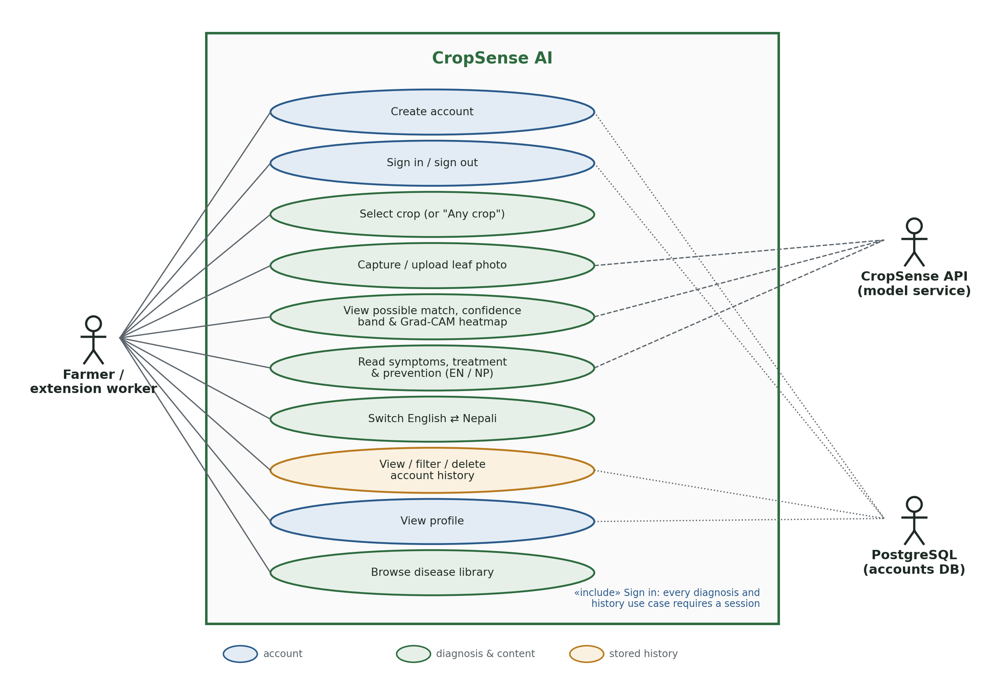 CropSense AI
Create account
Sign in / sign out
Select crop (or "Any crop")
Capture / upload leaf photo
View possible match, confidence
band & Grad-CAM heatmap
Read symptoms, treatment
& prevention (EN / NP)
Switch English ⇄ Nepali
View / filter / delete
account history
View profile
Browse disease library
«include» Sign in: every diagnosis and
history use case requires a session
Farmer /
extension worker
CropSense API
(model service)
PostgreSQL
(accounts DB)
account
diagnosis & content
stored history